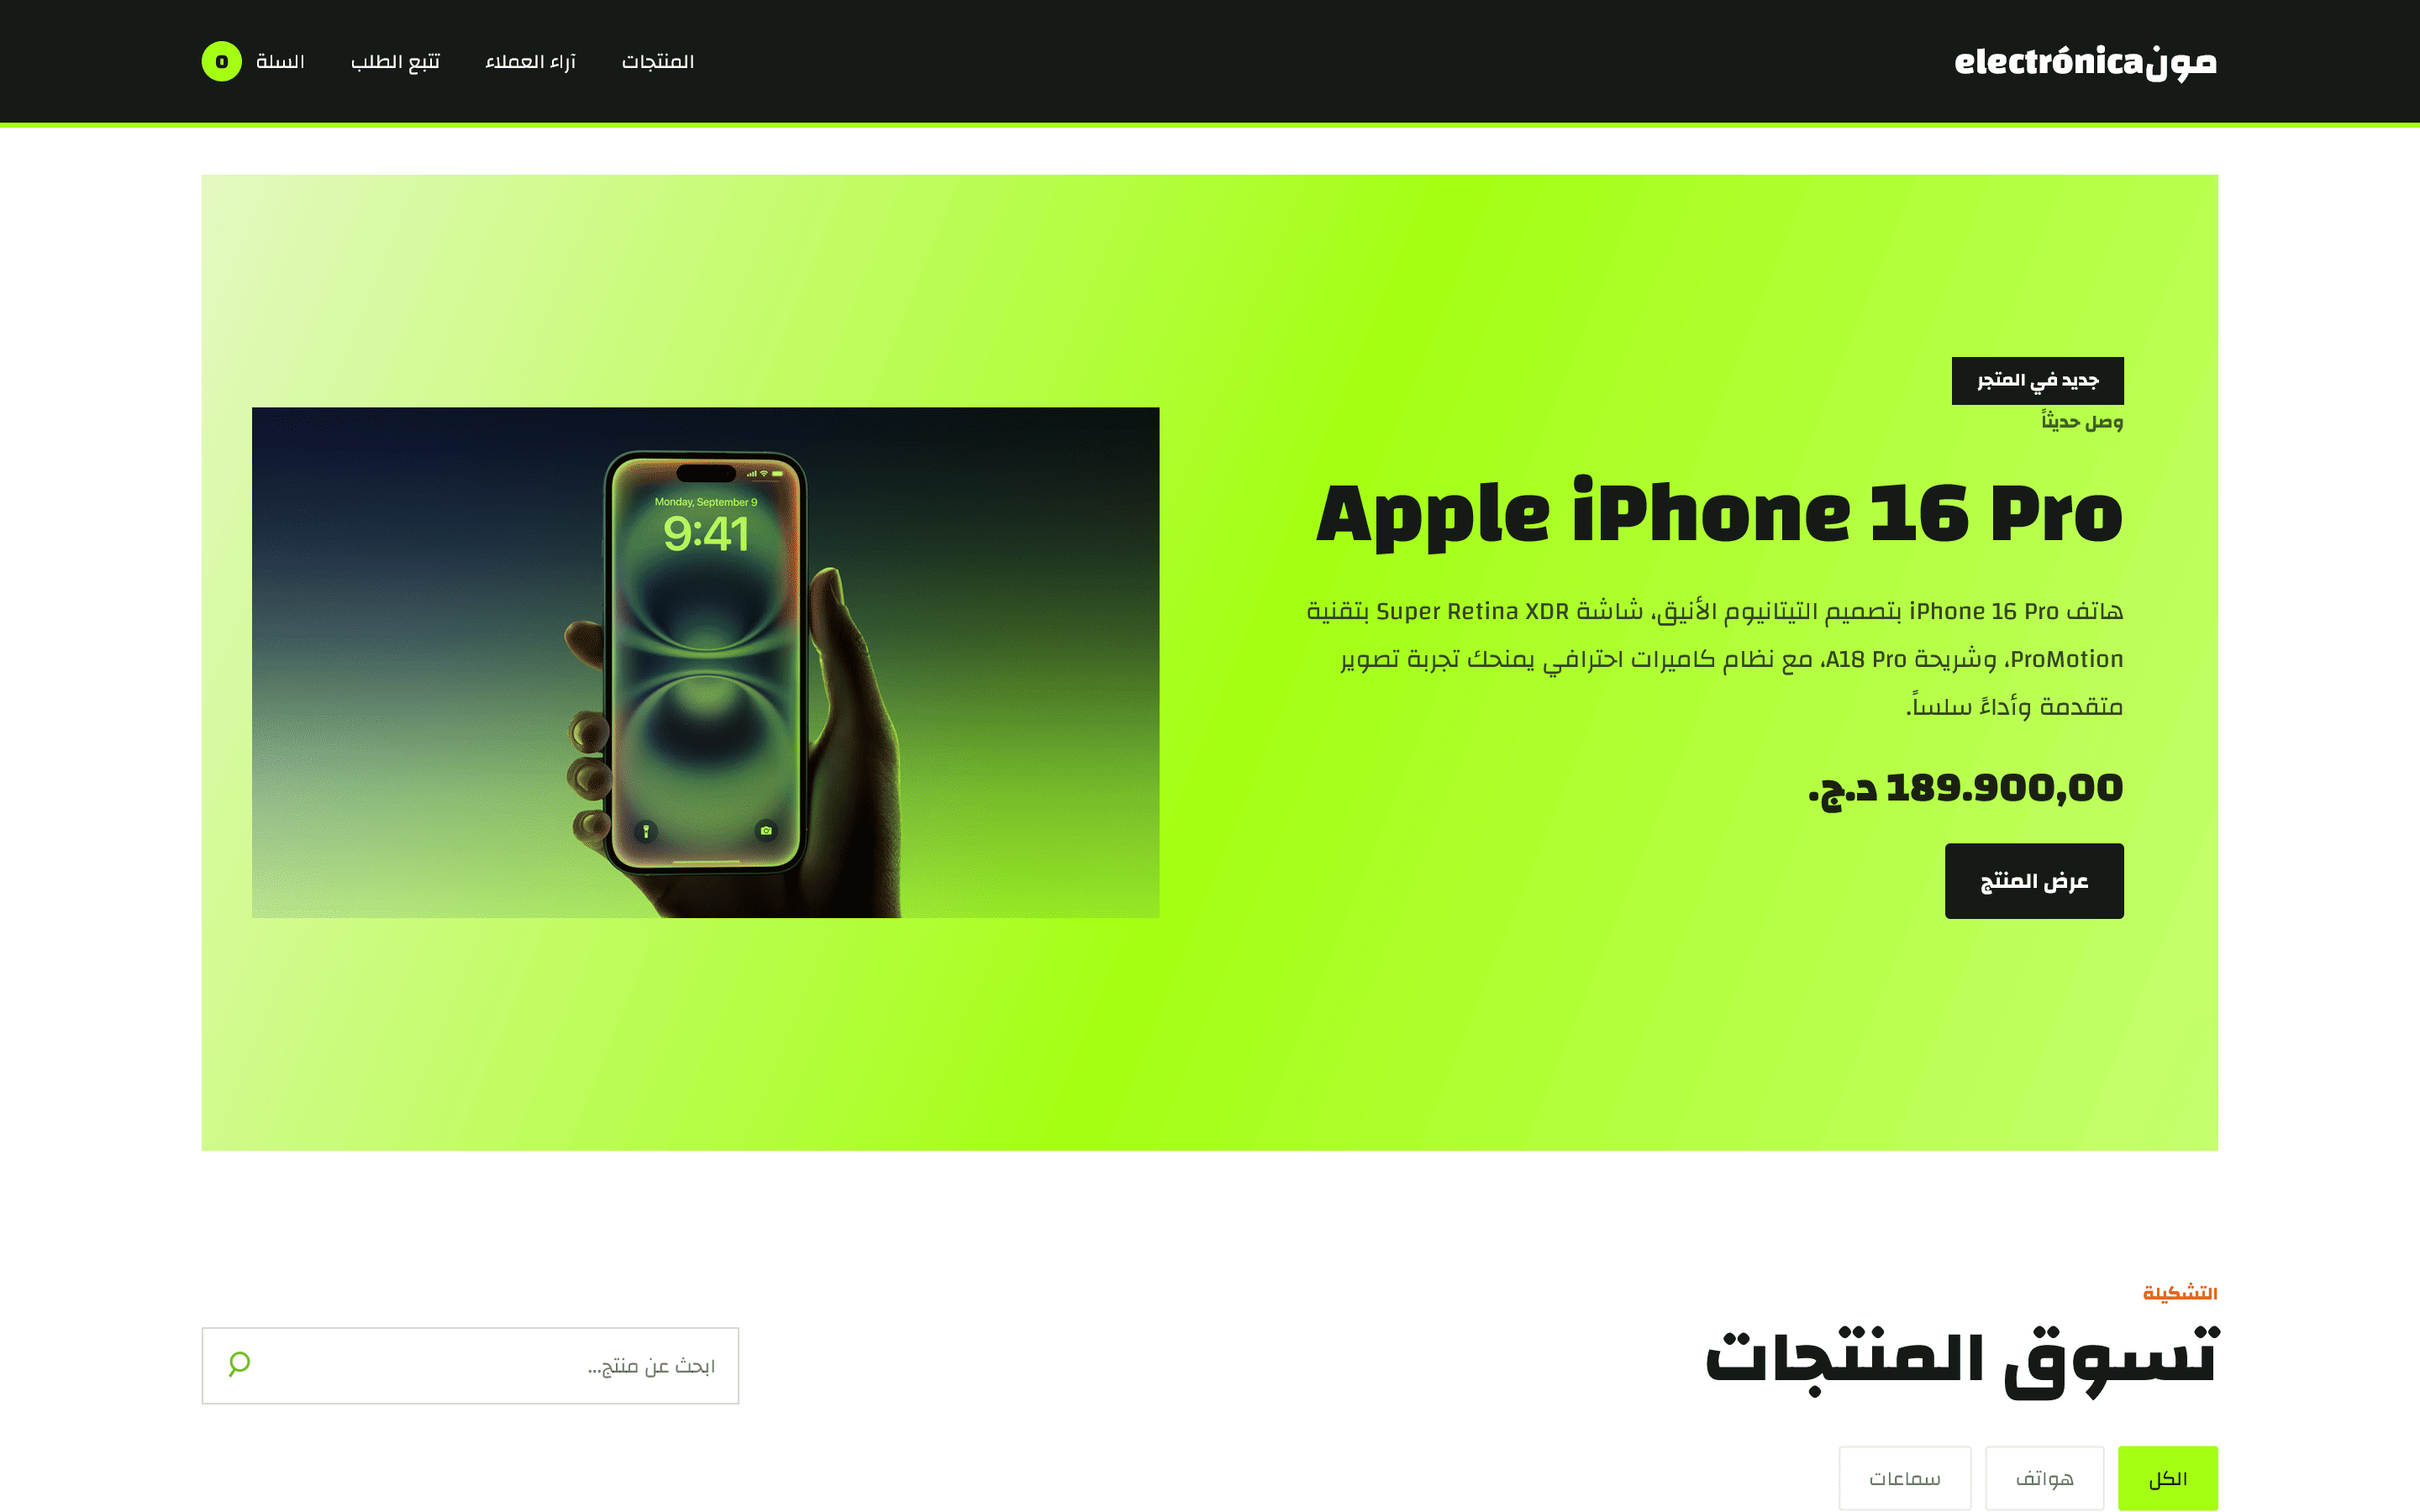 مونelectrónica
المنتجات
آراء العملاء
تتبع الطلب
السلة 0
جديد في المتجر
وصل حديثاً
Apple iPhone 16 Pro
هاتف iPhone 16 Pro بتصميم التيتانيوم الأنيق، شاشة Super Retina XDR بتقنية
ProMotion، وشريحة A18 Pro، مع نظام كاميرات احترافي يمنحك تجربة تصوير
متقدمة وأداءً سلساً.
189.900,00 د.ج.
عرض المنتج
Monday, September 9
9:41
التشكيلة
تسوق المنتجات
ابحث عن منتج...
الكل
هواتف
سماعات